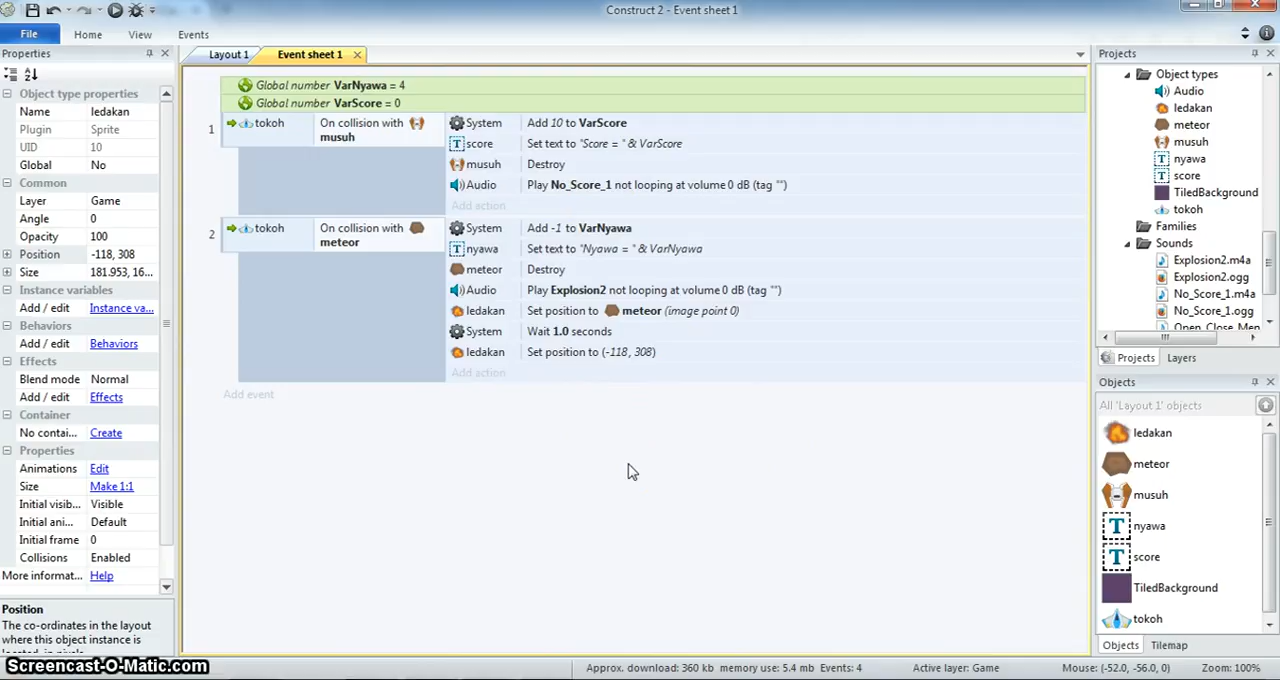 Construct 2 - Event sheet 1
File Home View Events
Properties
Object type properties
Name ledakan
Plugin Sprite
UID 10
Global No
Common
Layer Game
Angle 0
Opacity 100
Position -118, 308
Size 181.953, 16...
Instance variables
Add / edit Instance va...
Behaviors
Add / edit Behaviors
Effects
Blend mode Normal
Add / edit Effects
Container
No contai... Create
Properties
Animations Edit
Size Make 1:1
Initial visib... Visible
Initial ani... Default
Initial frame 0
Collisions Enabled
More informat... Help
Position
The co-ordinates in the layout
where this object instance is
Screencast-O-Matic.com
Layout 1 Event sheet 1
Global number VarNyawa = 4
Global number VarScore = 0
1 tokoh On collision with musuh
System Add 10 to VarScore
score Set text to "Score = " & VarScore
musuh Destroy
Audio Play No_Score_1 not looping at volume 0 dB (tag "")
Add action
2 tokoh On collision with meteor
System Add -1 to VarNyawa
nyawa Set text to "Nyawa = " & VarNyawa
meteor Destroy
Audio Play Explosion2 not looping at volume 0 dB (tag "")
ledakan Set position to meteor (image point 0)
System Wait 1.0 seconds
ledakan Set position to (-118, 308)
Add action
Add event
Projects
Object types
Audio
ledakan
meteor
musuh
nyawa
score
TiledBackground
tokoh
Families
Sounds
Explosion2.m4a
Explosion2.ogg
No_Score_1.m4a
No_Score_1.ogg
Projects Layers
Objects
All 'Layout 1' objects
ledakan
meteor
musuh
T nyawa
T score
TiledBackground
tokoh
Objects Tilemap
Approx. download: 360 kb memory use: 5.4 mb Events: 4 Active layer: Game Mouse: (-52.0, -56.0, 0) Zoom: 100%